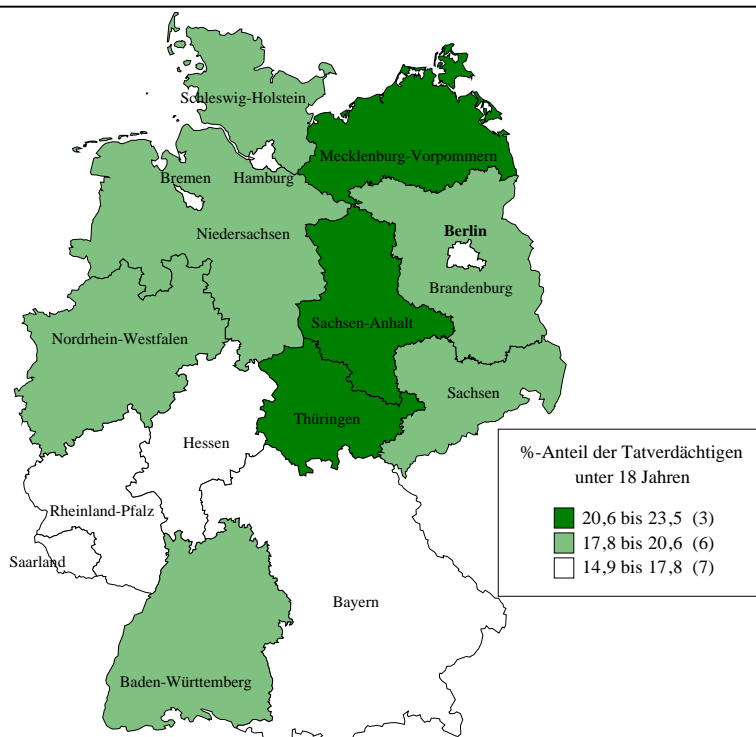 Schleswig-Holstein
Mecklenburg-Vorpommern
Bremen
Hamburg
Niedersachsen
Berlin
Brandenburg
Sachsen-Anhalt
Nordrhein-Westfalen
Sachsen
Thüringen
Hessen
%-Anteil der Tatverdächtigen
unter 18 Jahren
20,6 bis 23,5 (3)
17,8 bis 20,6 (6)
14,9 bis 17,8 (7)
Rheinland-Pfalz
Saarland
Bayern
Baden-Württemberg